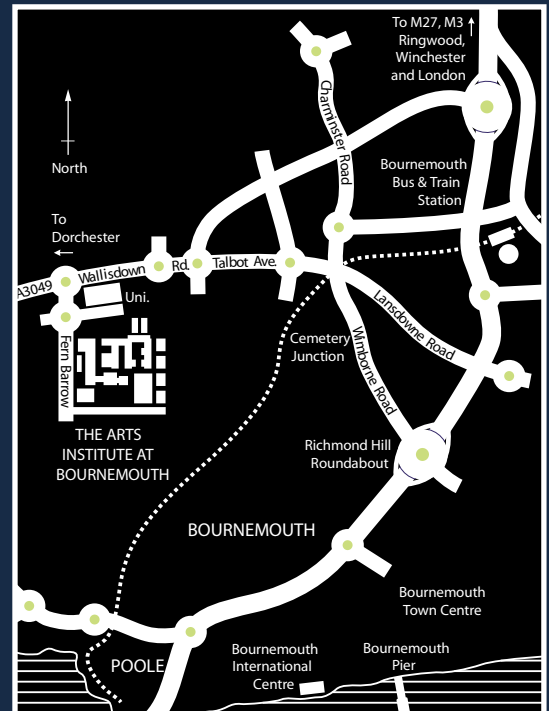 To M27, M3
Ringwood,
Winchester
and London
Charminster Road
North
Bournemouth
Bus & Train
Station
To
Dorchester
A3049
Wallisdown
Rd.
Talbot Ave.
Uni.
Fern Barrow
Cemetery
Junction
Lansdowne Road
Wimborne Road
THE ARTS
INSTITUTE AT
BOURNEMOUTH
Richmond Hill
Roundabout
BOURNEMOUTH
Bournemouth
Town Centre
POOLE
Bournemouth
International
Centre
Bournemouth
Pier